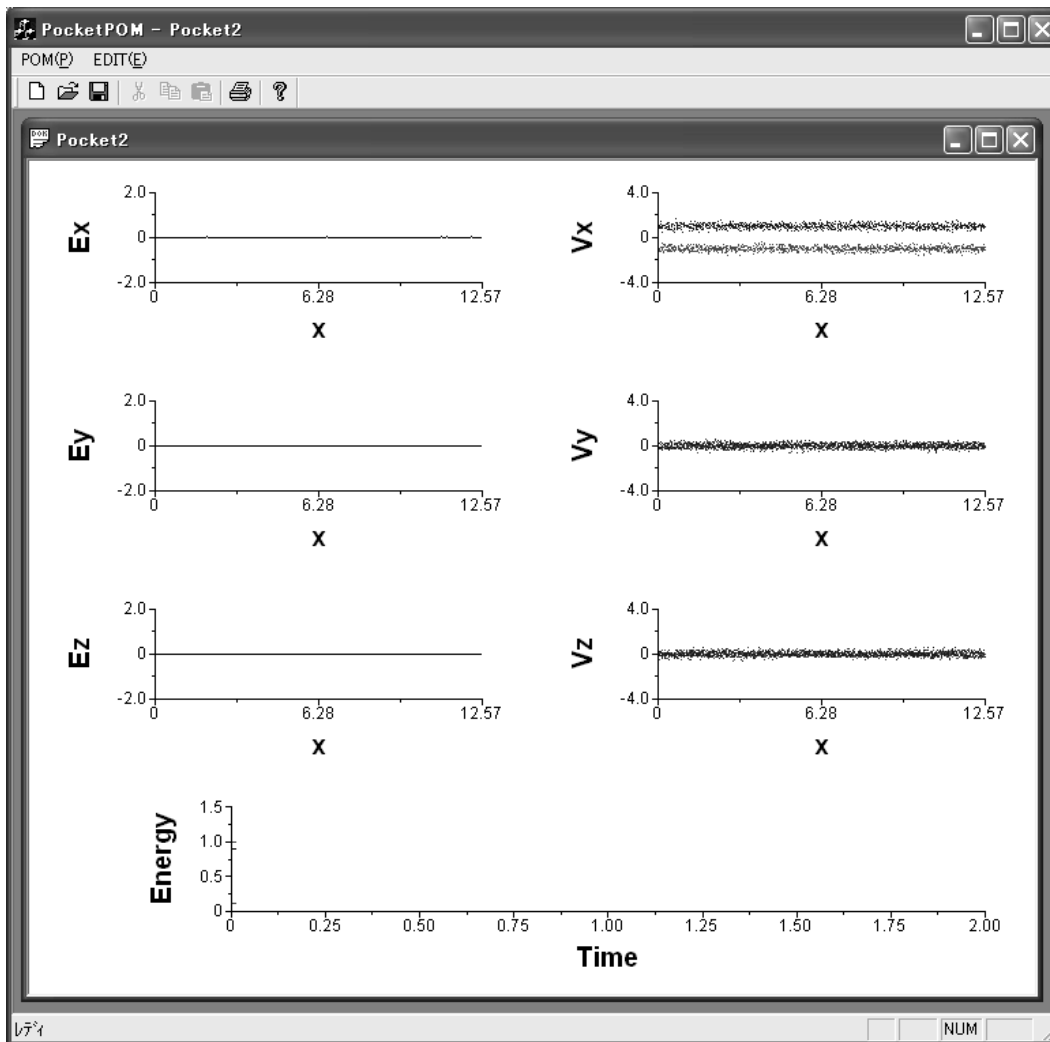 PocketPOM - Pocket2
POM(P) EDIT(E)
Pocket2
Ex
2.0
0
-2.0
0 6.28 12.57
X
Vx
4.0
0
-4.0
0 6.28 12.57
X
Ey
2.0
0
-2.0
0 6.28 12.57
X
Vy
4.0
0
-4.0
0 6.28 12.57
X
Ez
2.0
0
-2.0
0 6.28 12.57
X
Vz
4.0
0
-4.0
0 6.28 12.57
X
Energy
1.5
1.0
0.5
0
0 0.25 0.50 0.75 1.00 1.25 1.50 1.75 2.00
Time
レディ NUM